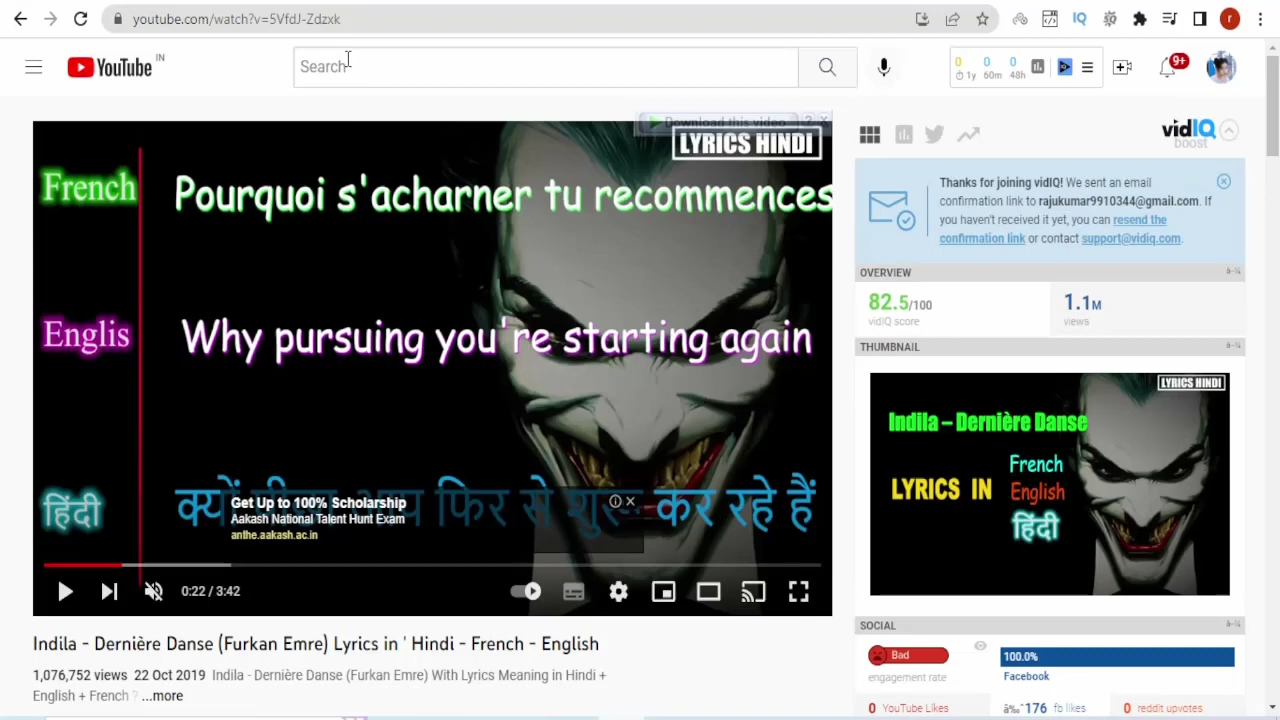 youtube.com/watch?v=5VfdJ-Zdzxk
r
YouTube IN
Search
0 0 0
1y 60m 48h
9+
Download this video ? X
LYRICS HINDI
French Pourquoi s'acharner tu recommences
Englis Why pursuing you're starting again
हिंदी क्यों फिर से कर रहे हैं
Get Up to 100% Scholarship
Aakash National Talent Hunt Exam
anthe.aakash.ac.in
0:22 / 3:42
Indila - Dernière Danse (Furkan Emre) Lyrics in ' Hindi - French - English
1,076,752 views 22 Oct 2019 Indila - Dernière Danse (Furkan Emre) With Lyrics Meaning in Hindi +
English + French ? ...more
vidIQ
boost
Thanks for joining vidIQ! We sent an email
confirmation link to rajukumar9910344@gmail.com. If
you haven't received it yet, you can resend the
confirmation link or contact support@vidiq.com.
OVERVIEW
82.5/100
vidIQ score
1.1M
views
THUMBNAIL
LYRICS HINDI
Indila – Dernière Danse
LYRICS IN
French
English
हिंदी
SOCIAL
Bad
engagement rate
100.0%
Facebook
0 YouTube Likes
176 fb likes
0 reddit upvotes